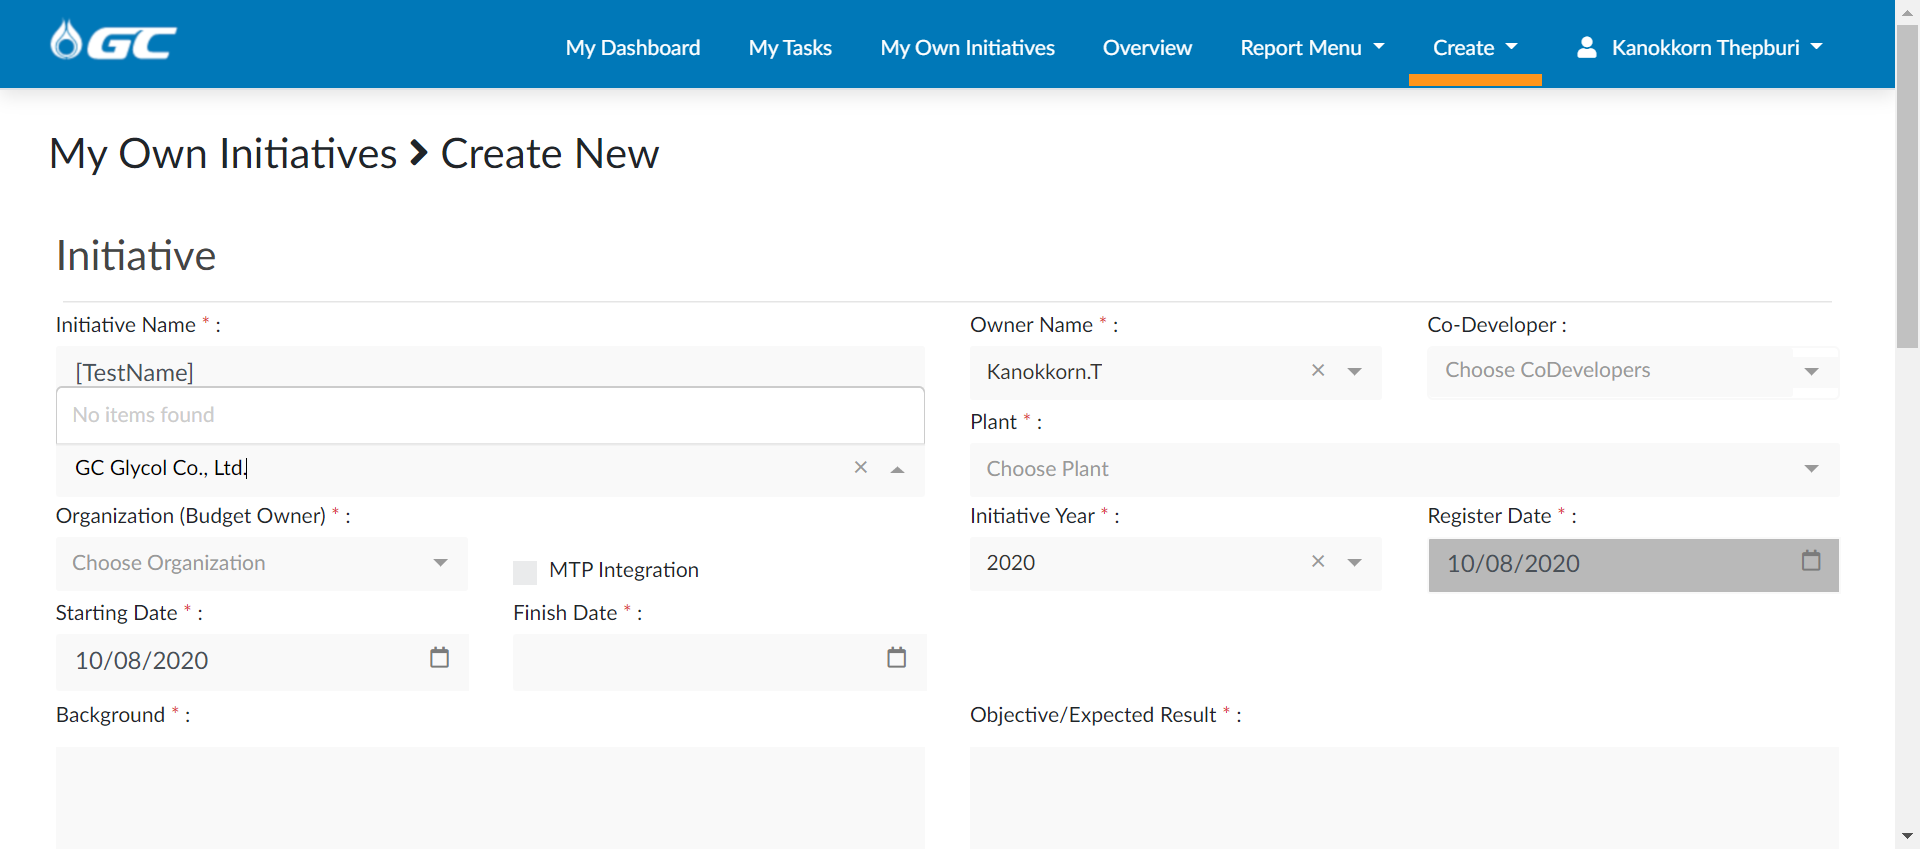 GC
My Dashboard My Tasks My Own Initiatives Overview Report Menu Create Kanokkorn Thepburi
My Own Initiatives > Create New
Initiative
Initiative Name * :
[TestName]
No items found
GC Glycol Co., Ltd.
Owner Name * :
Kanokkorn.T ×
Co-Developer :
Choose CoDevelopers
Plant * :
Choose Plant
Organization (Budget Owner) * :
Choose Organization
MTP Integration
Initiative Year * :
2020
Register Date * :
10/08/2020
Starting Date * :
10/08/2020
Finish Date * :
Background * :
Objective/Expected Result * :